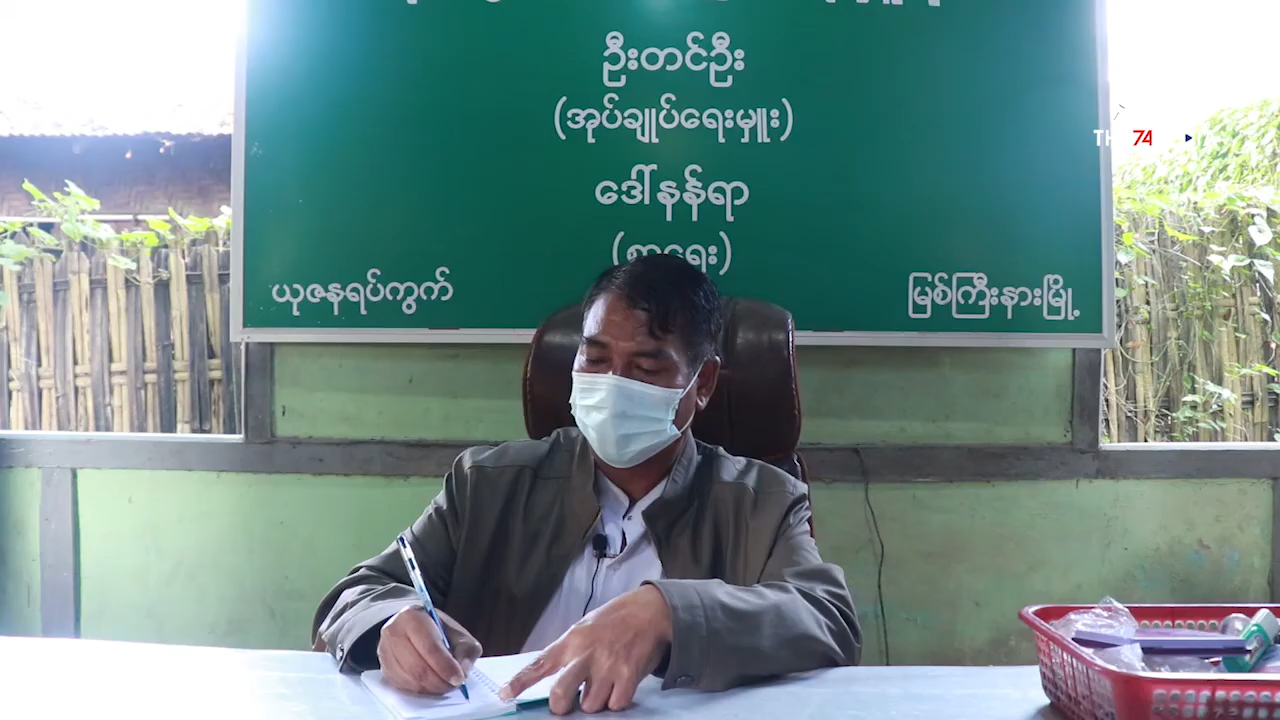 ဦးတင်ဦး
(အုပ်ချုပ်ရေးမှူး)
ဒေါ်နန်ရာ
(စာရေး)
ယုဇနရပ်ကွက်
မြစ်ကြီးနားမြို့
74